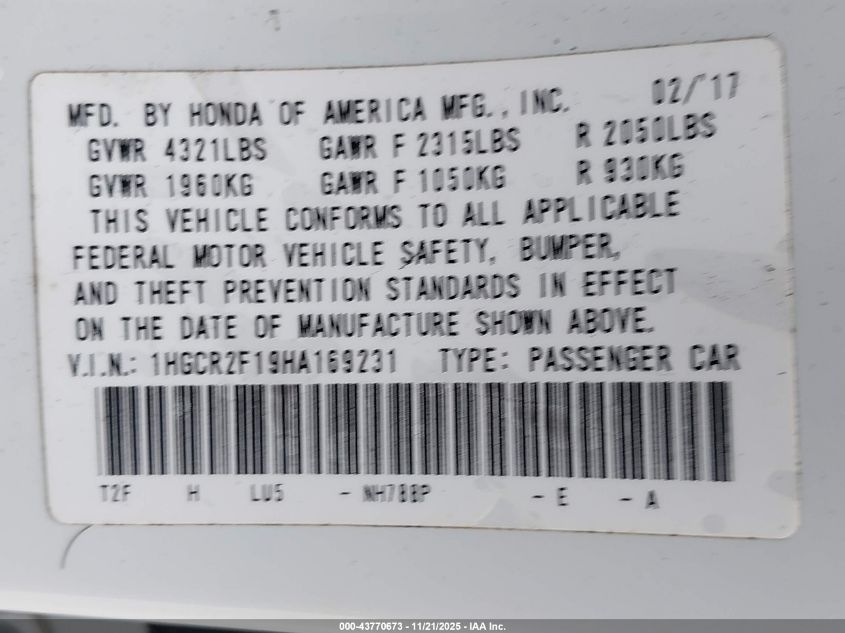 MFD. BY HONDA OF AMERICA MFG., INC. 02/'17
GVWR 4321LBS GAWR F 2315LBS R 2050LBS
GVWR 1960KG GAWR F 1050KG R 930KG
THIS VEHICLE CONFORMS TO ALL APPLICABLE
FEDERAL MOTOR VEHICLE SAFETY, BUMPER,
AND THEFT PREVENTION STANDARDS IN EFFECT
ON THE DATE OF MANUFACTURE SHOWN ABOVE.
V.I.N.: 1HGCR2F19HA169231 TYPE: PASSENGER CAR
T2F H LU5 - NH788P - E - A
000-43770673 - 11/21/2025 - IAA Inc.